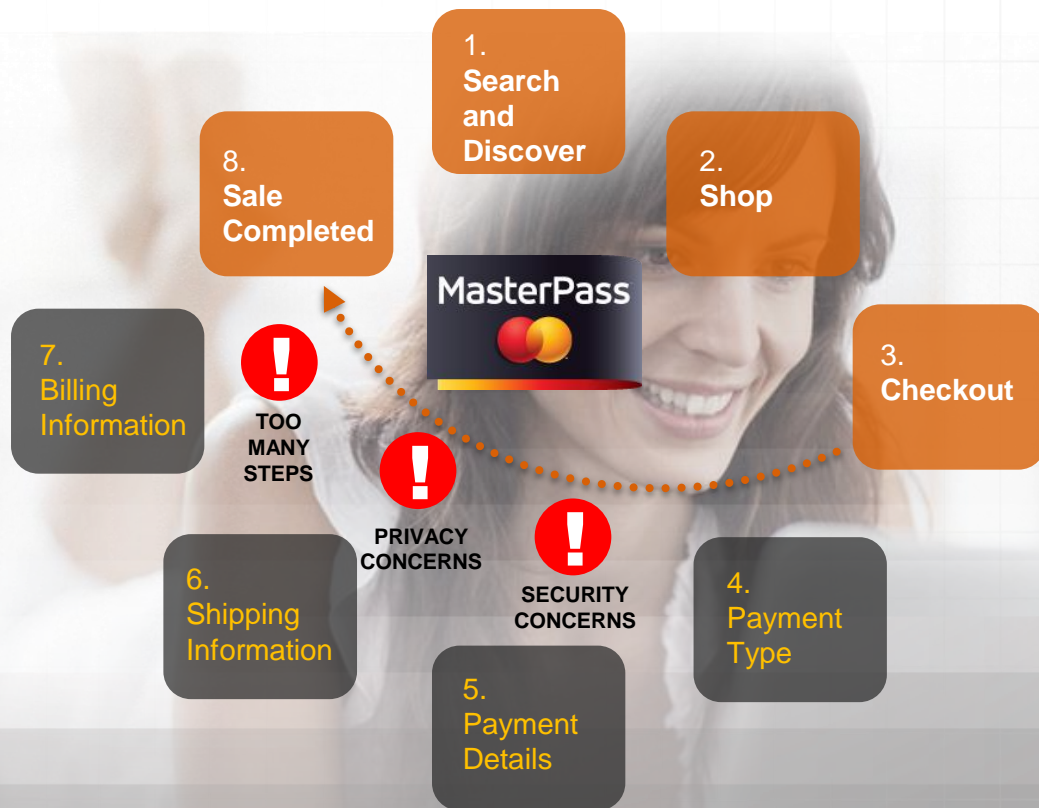 1.
Search
and
Discover
2.
Shop
3.
Checkout
4.
Payment
Type
5.
Payment
Details
6.
Shipping
Information
7.
Billing
Information
8.
Sale
Completed
MasterPass
TOO
MANY
STEPS
PRIVACY
CONCERNS
SECURITY
CONCERNS